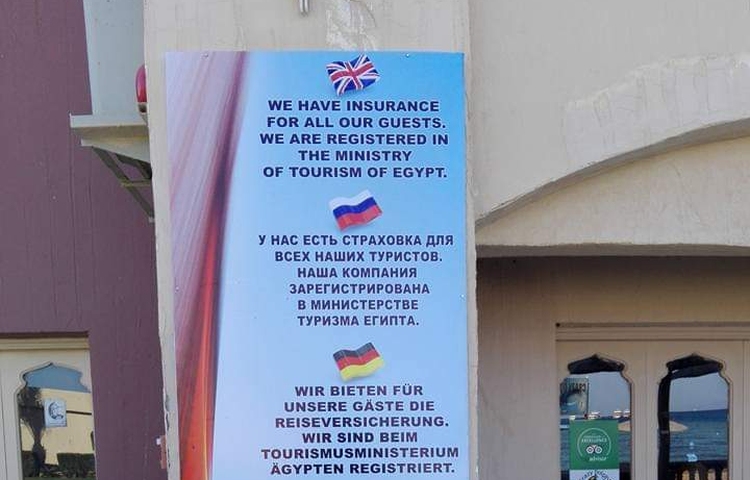 WE HAVE INSURANCE
FOR ALL OUR GUESTS.
WE ARE REGISTERED IN
THE MINISTRY
OF TOURISM OF EGYPT.
У НАС ЕСТЬ СТРАХОВКА ДЛЯ
ВСЕХ НАШИХ ТУРИСТОВ.
НАША КОМПАНИЯ
ЗАРЕГИСТРИРОВАНА
В МИНИСТЕРСТВЕ
ТУРИЗМА ЕГИПТА.
WIR BIETEN FÜR
UNSERE GÄSTE DIE
REISEVERSICHERUNG.
WIR SIND BEIM
TOURISMUSMINISTERIUM
ÄGYPTEN REGISTRIERT.